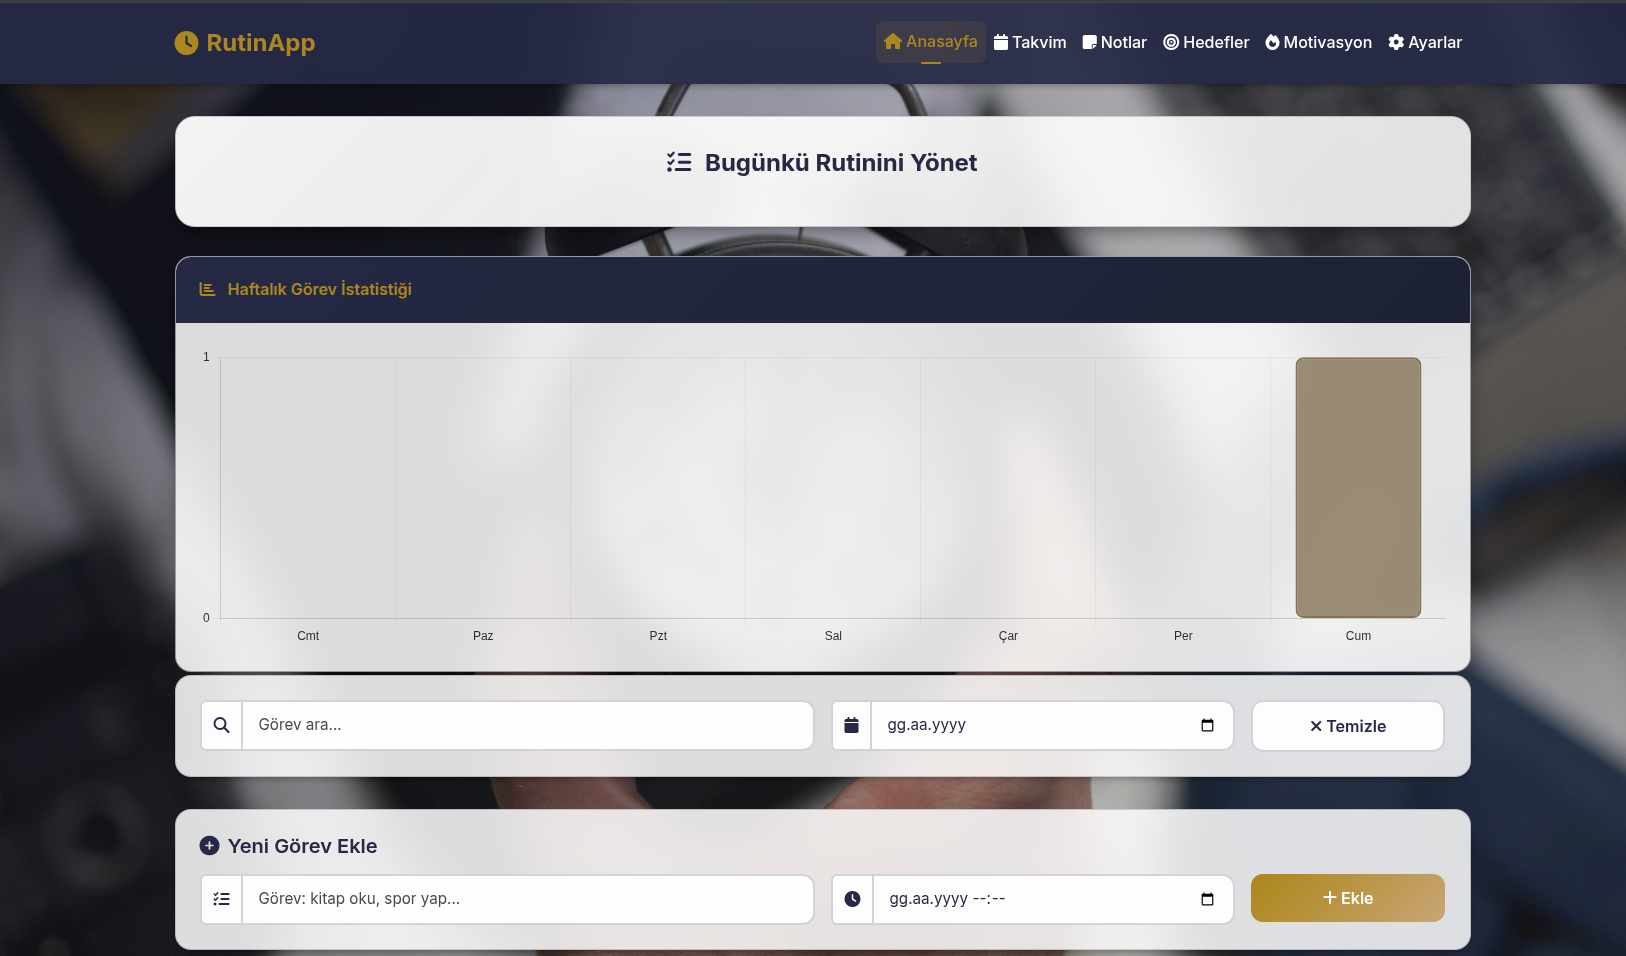 RutinApp
Anasayfa Takvim Notlar Hedefler Motivasyon Ayarlar
Bugünkü Rutinini Yönet
Haftalık Görev İstatistiği
1
0
Cmt Paz Pzt Sal Çar Per Cum
Görev ara...
gg.aa.yyyy
Temizle
Yeni Görev Ekle
Görev: kitap oku, spor yap...
gg.aa.yyyy --:--
Ekle